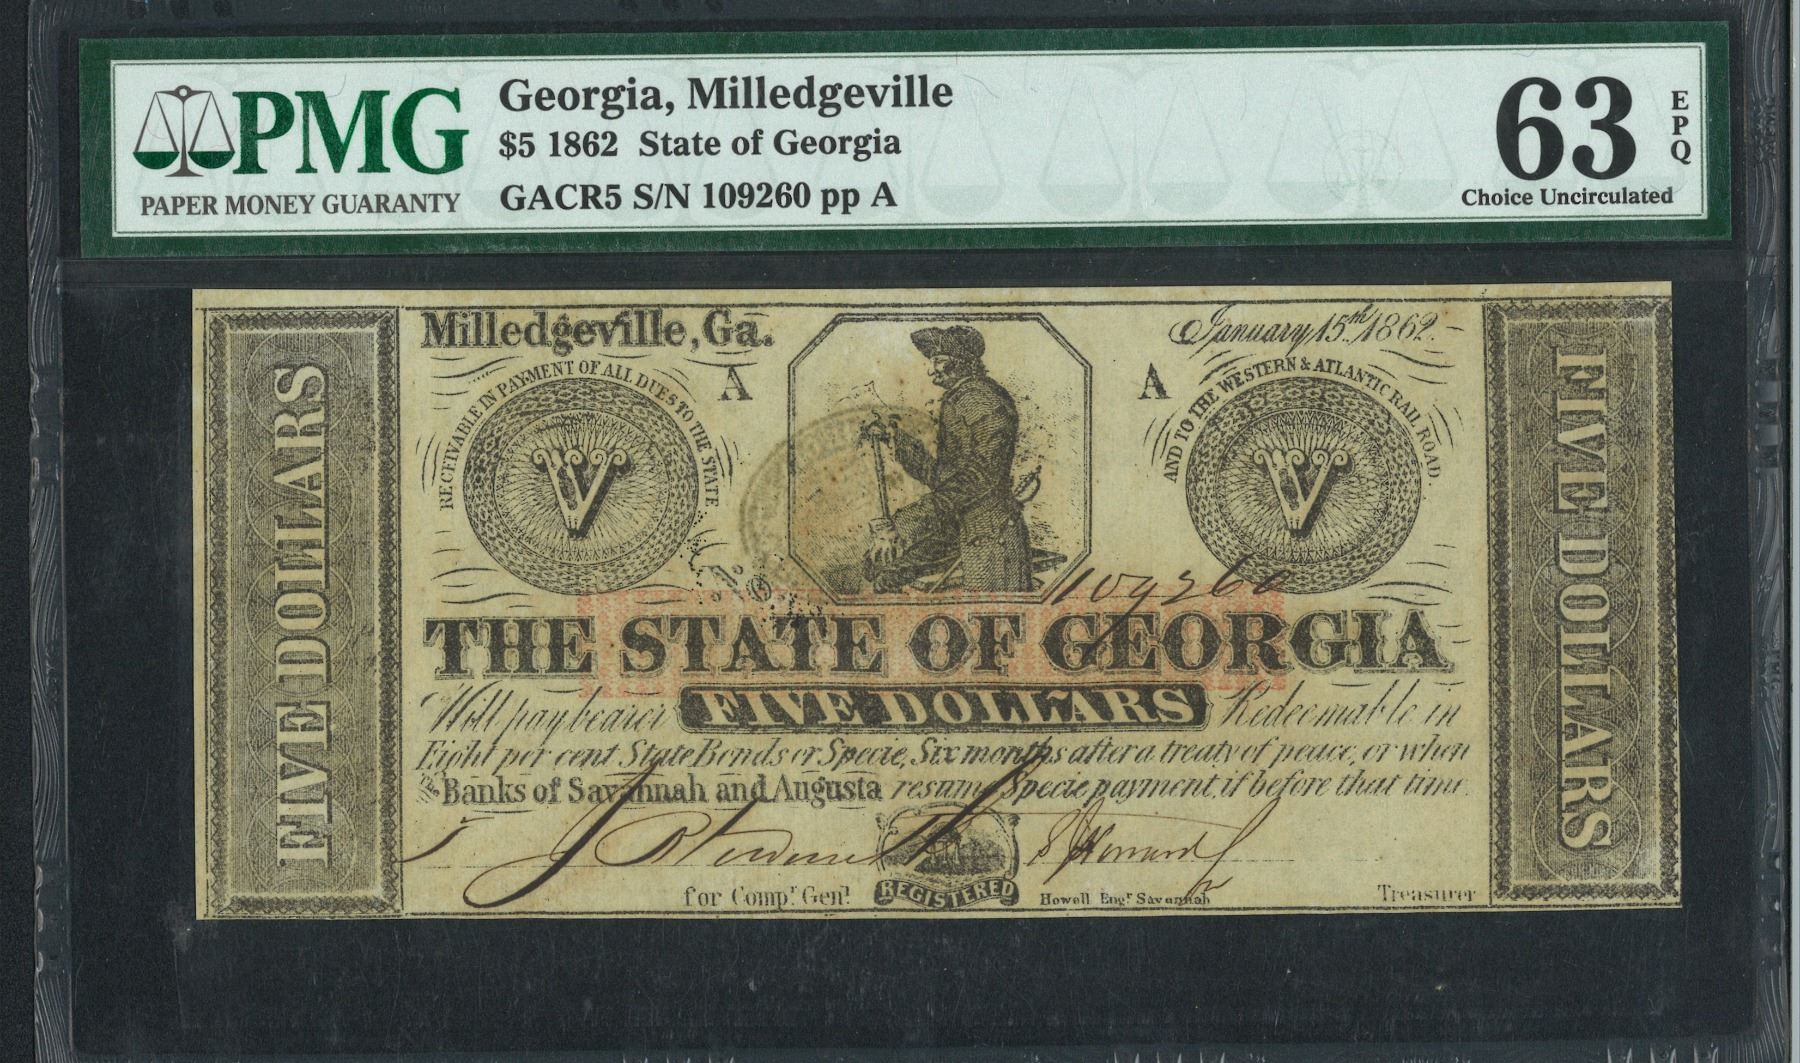 PMG
PAPER MONEY GUARANTY
Georgia, Milledgeville
$5 1862 State of Georgia
GACR5 S/N 109260 pp A
63
EPQ
Choice Uncirculated
FIVE DOLLARS
Milledgeville, Ga.
January 15th 1862
FIVE DOLLARS
RECEIVABLE IN PAYMENT OF ALL DUES TO THE STATE
A
A
AND TO THE WESTERN & ATLANTIC RAIL ROAD.
V
V
No.
109260
THE STATE OF GEORGIA
Will pay bearer FIVE DOLLARS Redeemable in
Eight per cent State Bonds or Specie, Six months after a treaty of peace, or when
the Banks of Savannah and Augusta resume Specie payment, if before that time.
for Compr. Genl.
REGISTERED
Howell Engr. Savannah
Treasurer